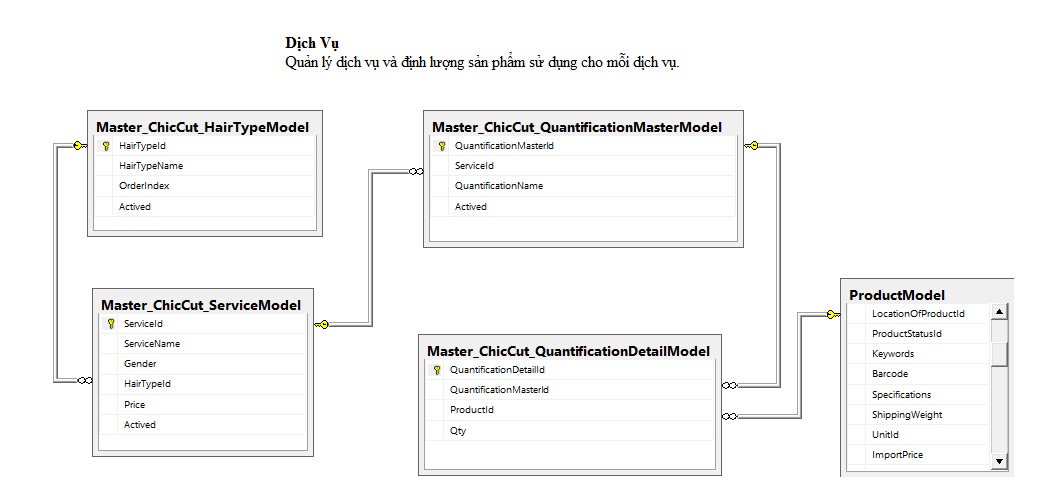 Dịch Vụ
Quản lý dịch vụ và định lượng sản phẩm sử dụng cho mỗi dịch vụ.
Master_ChicCut_HairTypeModel
HairTypeId
HairTypeName
OrderIndex
Actived
Master_ChicCut_QuantificationMasterModel
QuantificationMasterId
ServiceId
QuantificationName
Actived
Master_ChicCut_ServiceModel
ServiceId
ServiceName
Gender
HairTypeId
Price
Actived
Master_ChicCut_QuantificationDetailModel
QuantificationDetailId
QuantificationMasterId
ProductId
Qty
ProductModel
LocationOfProductId
ProductStatusId
Keywords
Barcode
Specifications
ShippingWeight
UnitId
ImportPrice